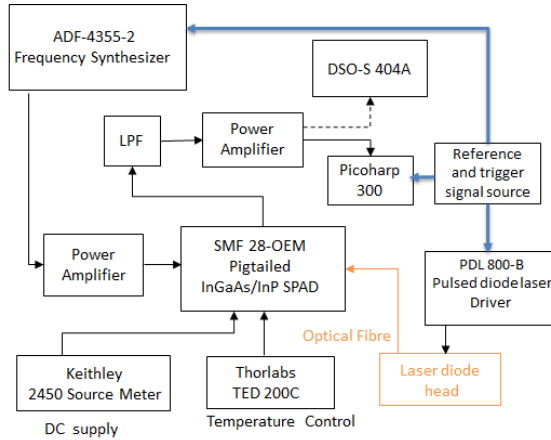 ADF-4355-2
Frequency Synthesizer
DSO-S 404A
LPF
Power
Amplifier
Picoharp
300
Reference
and trigger
signal source
Power
Amplifier
SMF 28-OEM
Pigtailed
InGaAs/InP SPAD
PDL 800-B
Pulsed diode laser
Driver
Optical Fibre
Keithley
2450 Source Meter
Thorlabs
TED 200C
Laser diode
head
DC supply
Temperature Control